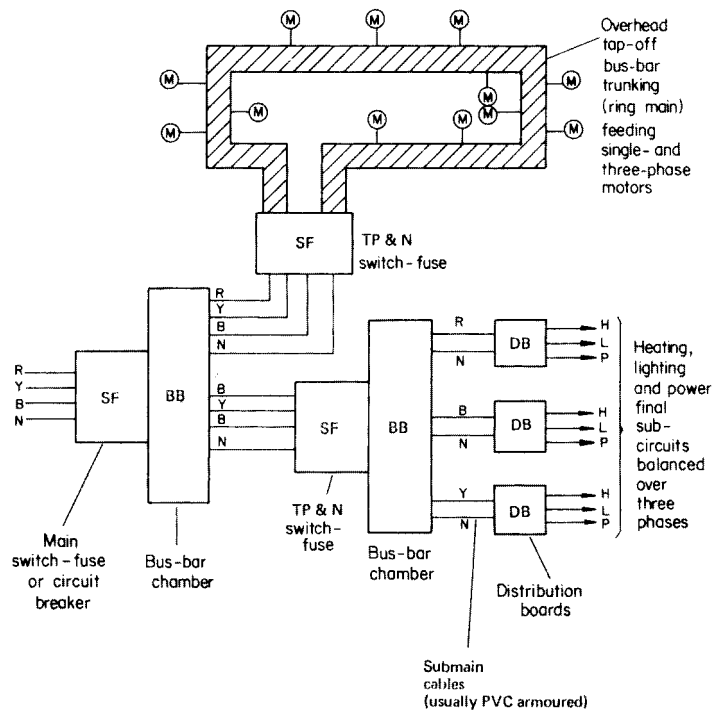 M
M
M
M
M
M
M
M
M
M
M
M
M
Overhead
tap-off
bus-bar
trunking
(ring main)
feeding
single- and
three-phase
motors
SF
TP & N
switch-fuse
R
Y
B
N
R
Y
B
N
SF
BB
B
Y
B
N
SF
BB
R
N
DB
H
L
P
B
N
DB
H
L
P
Y
N
DB
H
L
P
Heating,
lighting
and power
final
sub-
circuits
balanced
over
three
phases
Main
switch-fuse
or circuit
breaker
Bus-bar
chamber
TP & N
switch-
fuse
Bus-bar
chamber
Distribution
boards
Submain
cables
(usually PVC armoured)